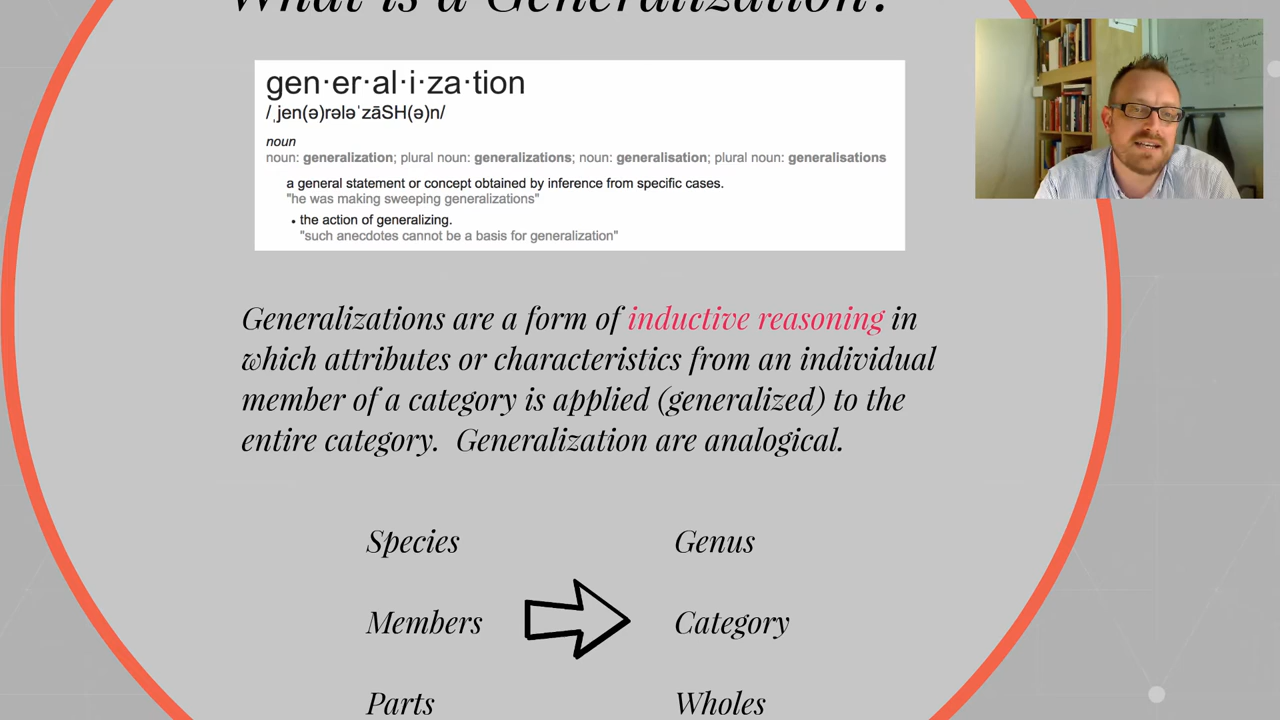 What is a Generalization?
gen·er·al·i·za·tion
/ˌjen(ə)rələˈzāSH(ə)n/
noun
noun: generalization; plural noun: generalizations; noun: generalisation; plural noun: generalisations
a general statement or concept obtained by inference from specific cases.
"he was making sweeping generalizations"
• the action of generalizing.
"such anecdotes cannot be a basis for generalization"
Generalizations are a form of inductive reasoning in
which attributes or characteristics from an individual
member of a category is applied (generalized) to the
entire category.  Generalization are analogical.
Species Genus
Members Category
Parts Wholes